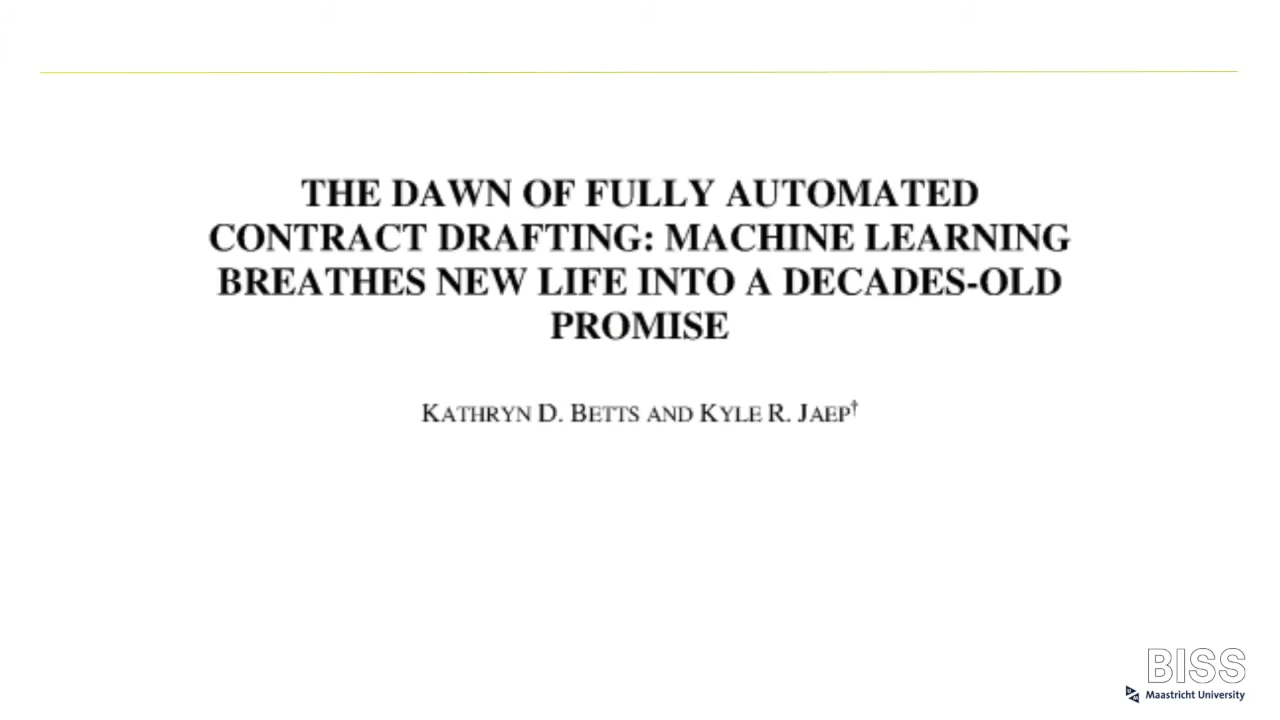 THE DAWN OF FULLY AUTOMATED
CONTRACT DRAFTING: MACHINE LEARNING
BREATHES NEW LIFE INTO A DECADES-OLD
PROMISE
KATHRYN D. BETTS AND KYLE R. JAEP†
BISS
Maastricht University